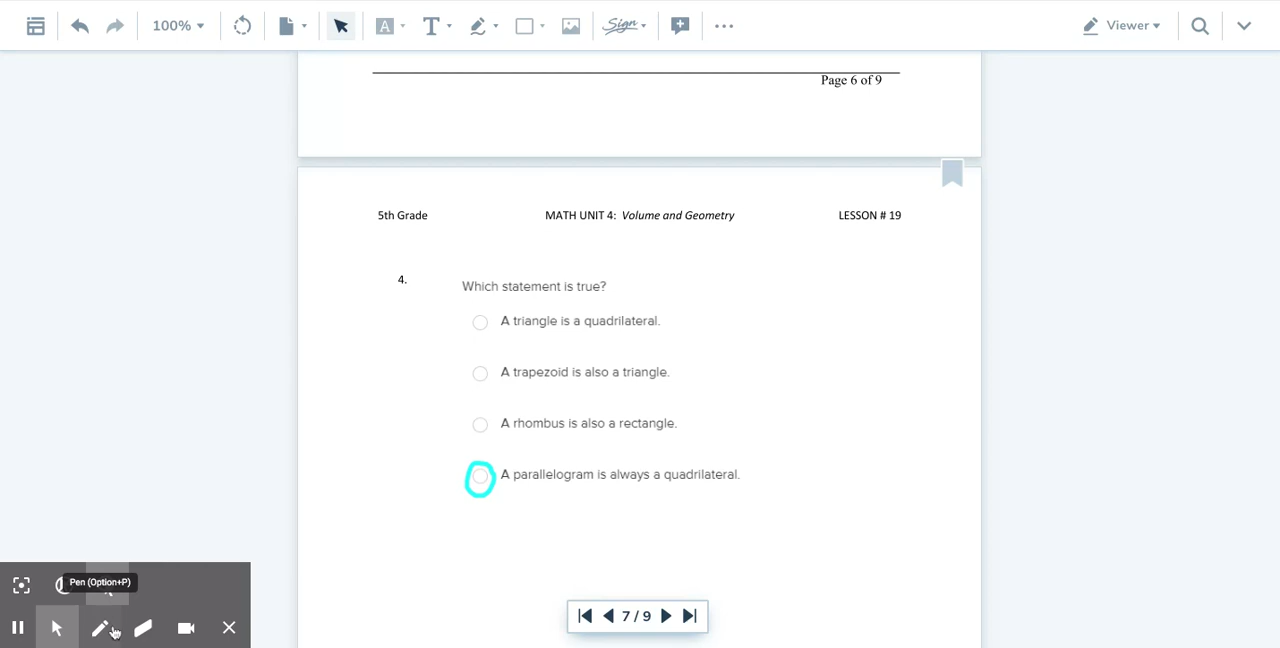 100%
A
T
Sign
Viewer
Page 6 of 9
5th Grade MATH UNIT 4: Volume and Geometry LESSON # 19
4. Which statement is true?
A triangle is a quadrilateral.
A trapezoid is also a triangle.
A rhombus is also a rectangle.
A parallelogram is always a quadrilateral.
Pen (Option+P)
7 / 9